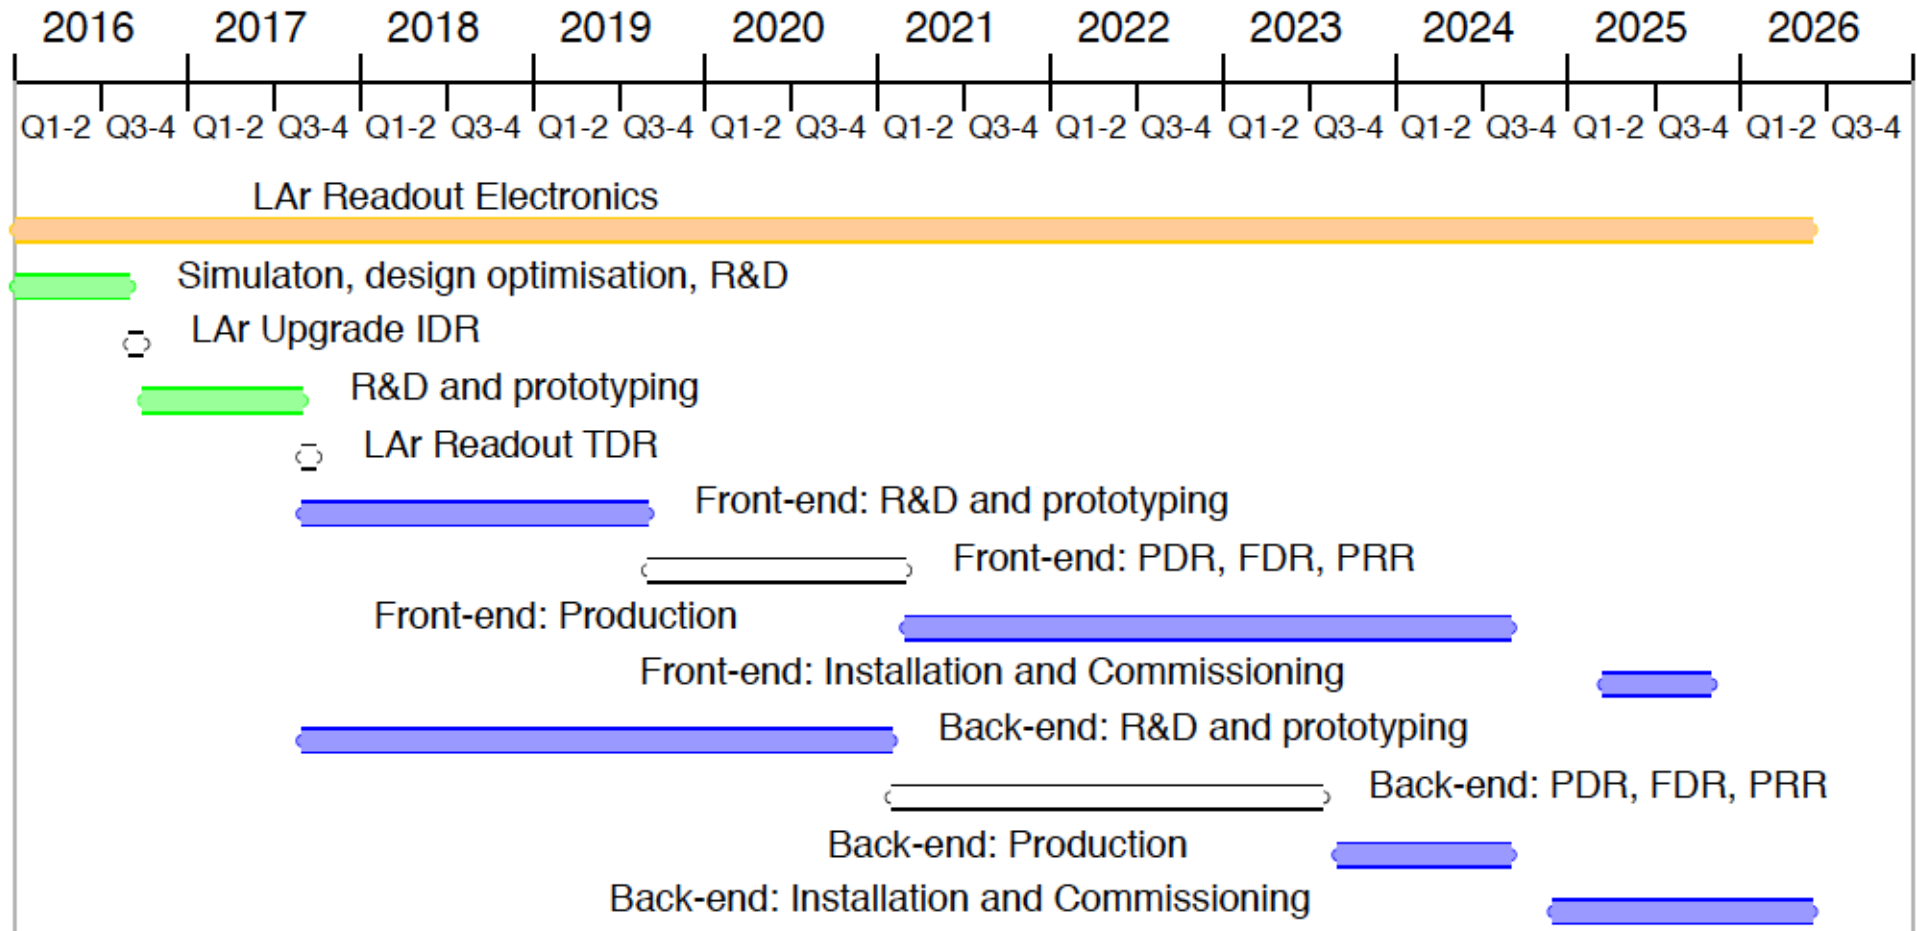 2016 2017 2018 2019 2020 2021 2022 2023 2024 2025 2026
Q1-2 Q3-4 Q1-2 Q3-4 Q1-2 Q3-4 Q1-2 Q3-4 Q1-2 Q3-4 Q1-2 Q3-4 Q1-2 Q3-4 Q1-2 Q3-4 Q1-2 Q3-4 Q1-2 Q3-4 Q1-2 Q3-4
LAr Readout Electronics
Simulaton, design optimisation, R&D
LAr Upgrade IDR
R&D and prototyping
LAr Readout TDR
Front-end: R&D and prototyping
Front-end: PDR, FDR, PRR
Front-end: Production
Front-end: Installation and Commissioning
Back-end: R&D and prototyping
Back-end: PDR, FDR, PRR
Back-end: Production
Back-end: Installation and Commissioning